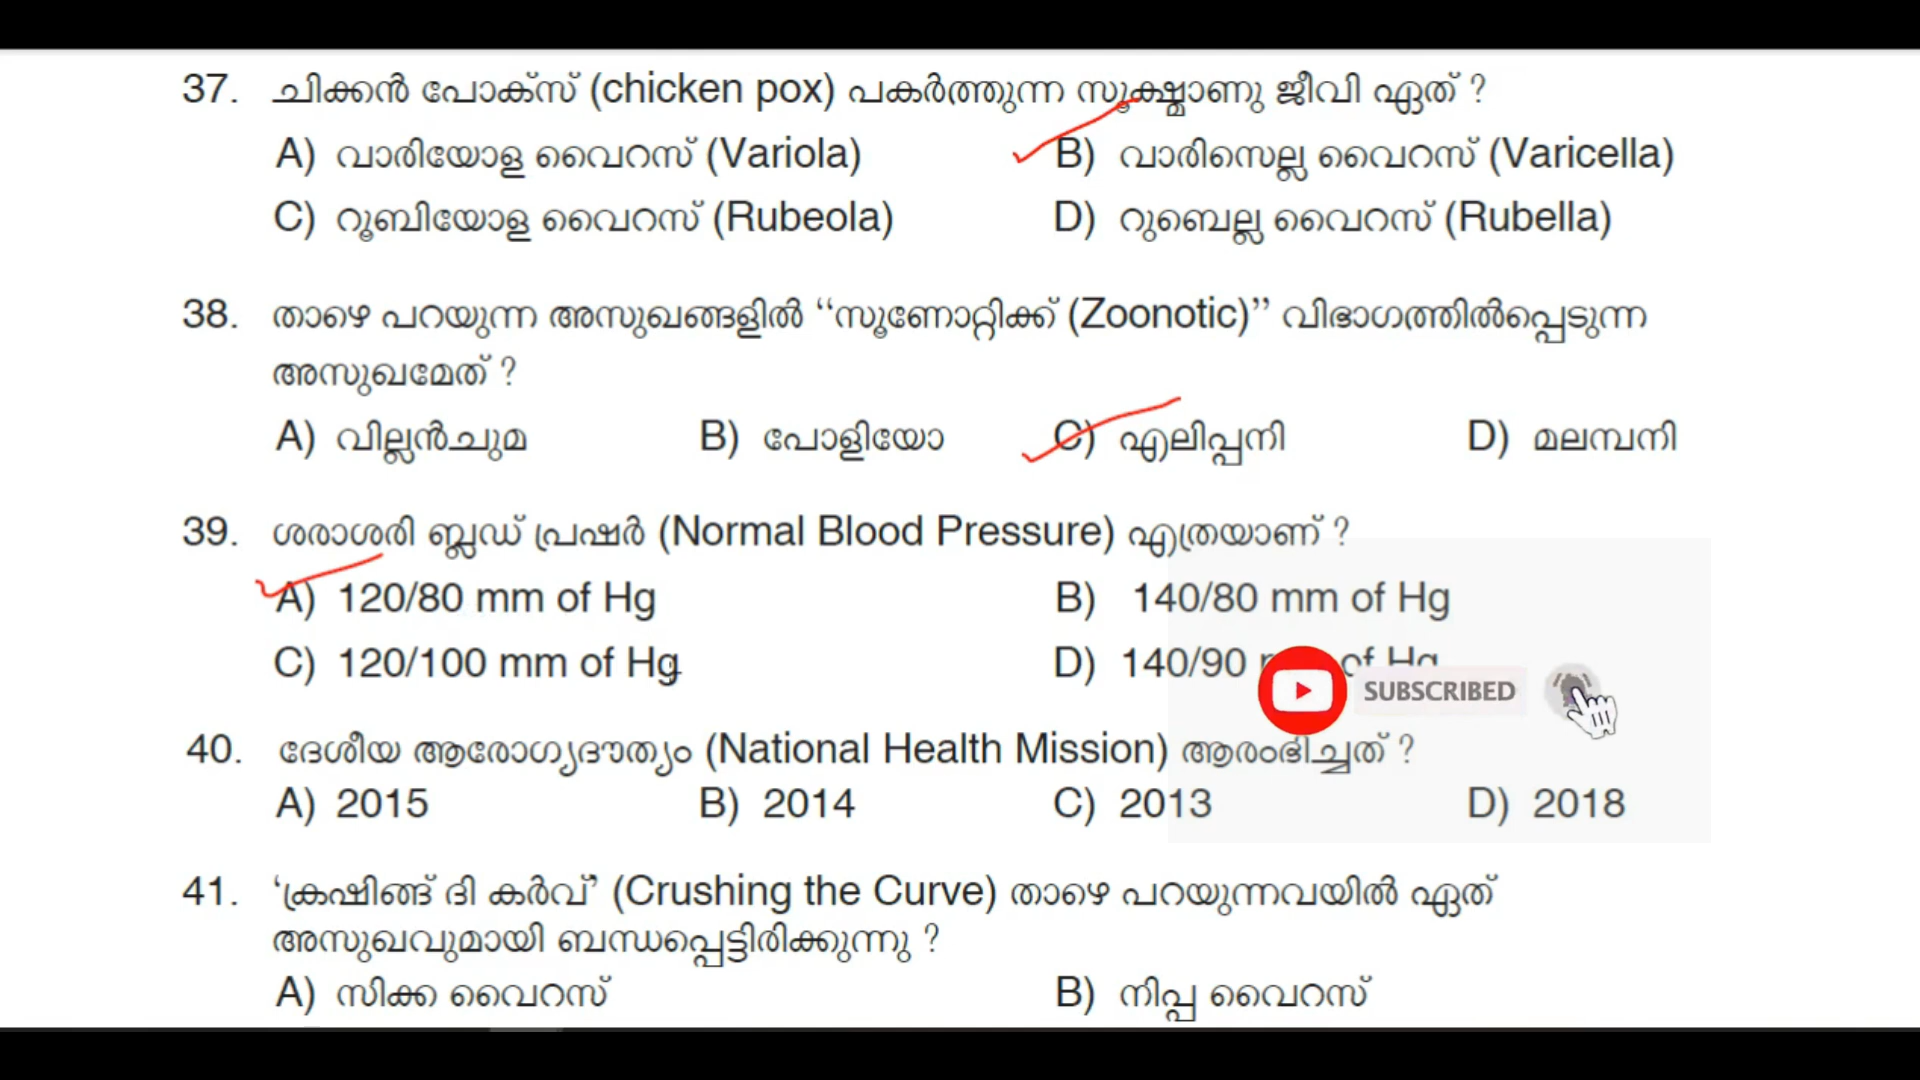 37. ചിക്കൻ പോക്സ് (chicken pox) പകർത്തുന്ന സൂക്ഷ്മാണു ജീവി ഏത് ?
A) വാരിയോള വൈറസ് (Variola) B) വാരിസെല്ല വൈറസ് (Varicella)
C) റൂബിയോള വൈറസ് (Rubeola) D) റുബെല്ല വൈറസ് (Rubella)
38. താഴെ പറയുന്ന അസുഖങ്ങളിൽ “സൂണോറ്റിക്ക് (Zoonotic)” വിഭാഗത്തിൽപ്പെടുന്ന
അസുഖമേത് ?
A) വില്ലൻചുമ B) പോളിയോ C) എലിപ്പനി D) മലമ്പനി
39. ശരാശരി ബ്ലഡ് പ്രഷർ (Normal Blood Pressure) എത്രയാണ് ?
A) 120/80 mm of Hg B) 140/80 mm of Hg
C) 120/100 mm of Hg D) 140/90 of Hg
SUBSCRIBED
40. ദേശീയ ആരോഗ്യദൗത്യം (National Health Mission) ആരംഭിച്ചത് ?
A) 2015 B) 2014 C) 2013 D) 2018
41. ‘ക്രഷിങ്ങ് ദി കർവ്’ (Crushing the Curve) താഴെ പറയുന്നവയിൽ ഏത്
അസുഖവുമായി ബന്ധപ്പെട്ടിരിക്കുന്നു ?
A) സിക്ക വൈറസ് B) നിപ്പ വൈറസ്